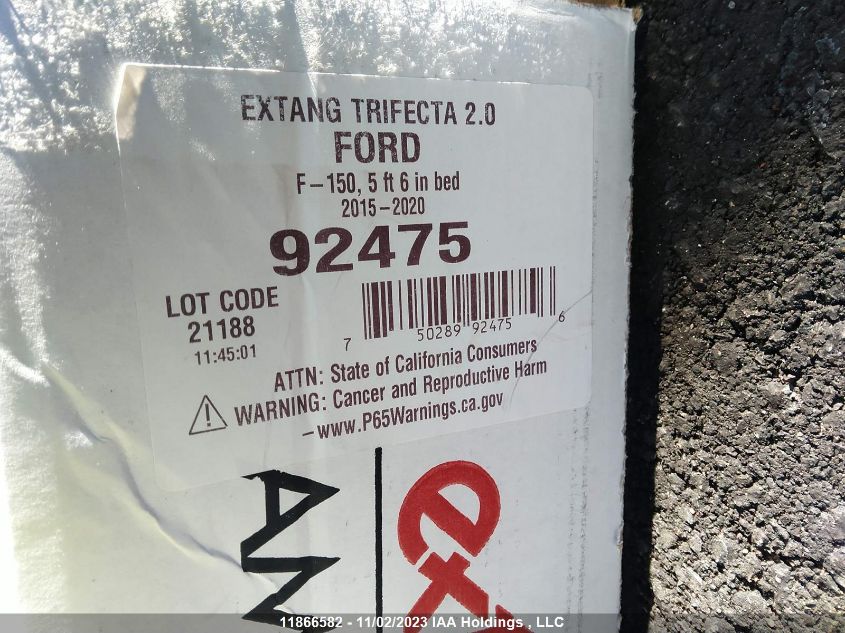 EXTANG TRIFECTA 2.0
FORD
F-150, 5 ft 6 in bed
2015-2020
92475
LOT CODE
21188
11:45:01
7 50289 92475 6
ATTN: State of California Consumers
WARNING: Cancer and Reproductive Harm
-www.P65Warnings.ca.gov
AN
ext
11866582 - 11/02/2023 IAA Holdings , LLC